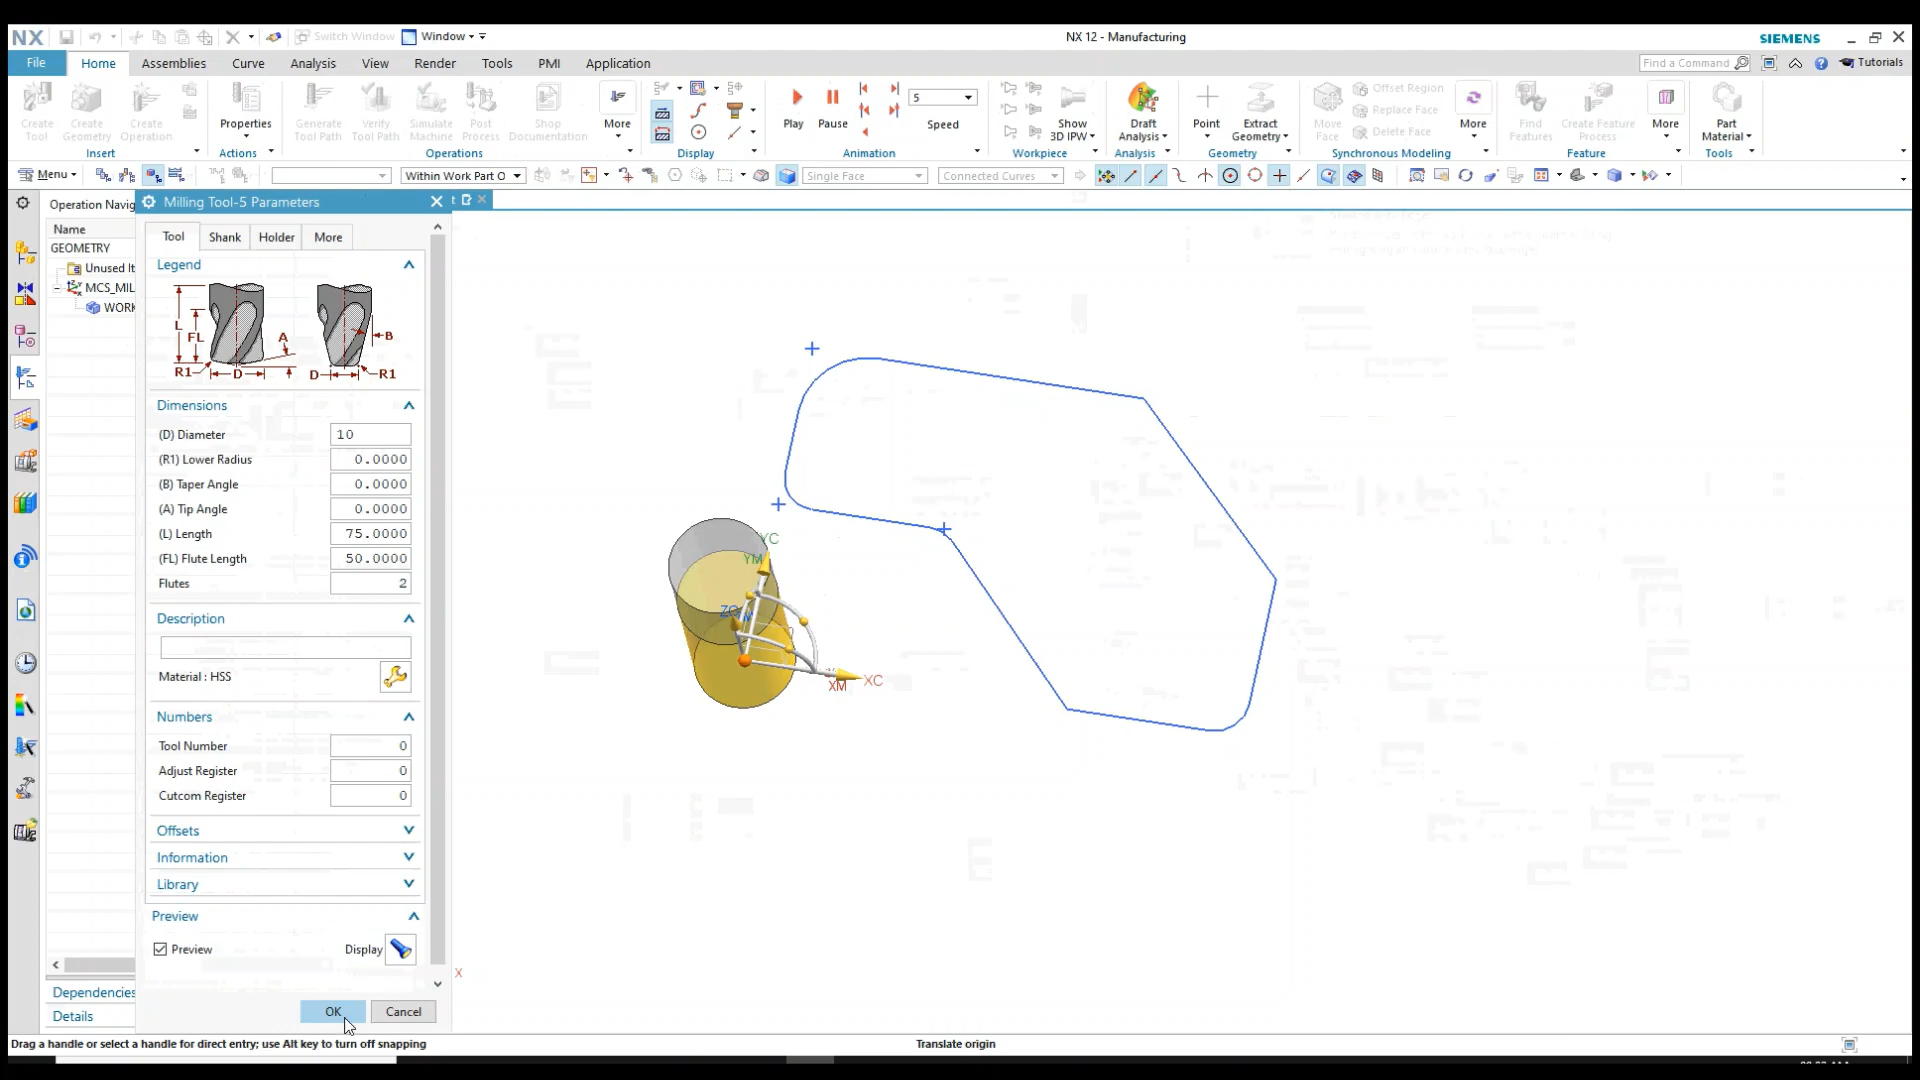 NX
Switch Window
Window
NX 12 - Manufacturing
SIEMENS
File
Home
Assemblies
Curve
Analysis
View
Render
Tools
PMI
Application
Find a Command
Tutorials
Create Tool
Create Geometry
Create Operation
Insert
Properties
Actions
Generate Tool Path
Verify Tool Path
Simulate Machine
Post Process
Shop Documentation
More
Operations
Display
Play
Pause
5
Speed
Animation
Show 3D IPW
Workpiece
Draft Analysis
Analysis
Point
Extract Geometry
Geometry
Move Face
Offset Region
Replace Face
Delete Face
More
Synchronous Modeling
Find Features
Create Feature Process
More
Feature
Part Material
Tools
Menu
Within Work Part O
Single Face
Connected Curves
Operation Navig
Name
GEOMETRY
Unused It
MCS_MIL
WORK
Dependencies
Details
Milling Tool-5 Parameters
t
Tool
Shank
Holder
More
Legend
L
FL
R1
D
A
B
D
R1
Dimensions
(D) Diameter 10
(R1) Lower Radius 0.0000
(B) Taper Angle 0.0000
(A) Tip Angle 0.0000
(L) Length 75.0000
(FL) Flute Length 50.0000
Flutes 2
Description
Material : HSS
Numbers
Tool Number 0
Adjust Register 0
Cutcom Register 0
Offsets
Information
Library
Preview
Preview
Display
OK
Cancel
YC
YM
ZC
XM
XC
X
Drag a handle or select a handle for direct entry; use Alt key to turn off snapping
Translate origin